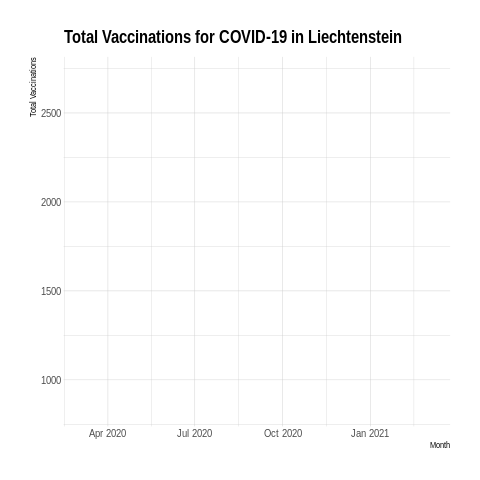 Total Vaccinations for COVID-19 in Liechtenstein
Total Vaccinations
2500
2000
1500
1000
Apr 2020 Jul 2020 Oct 2020 Jan 2021
Month